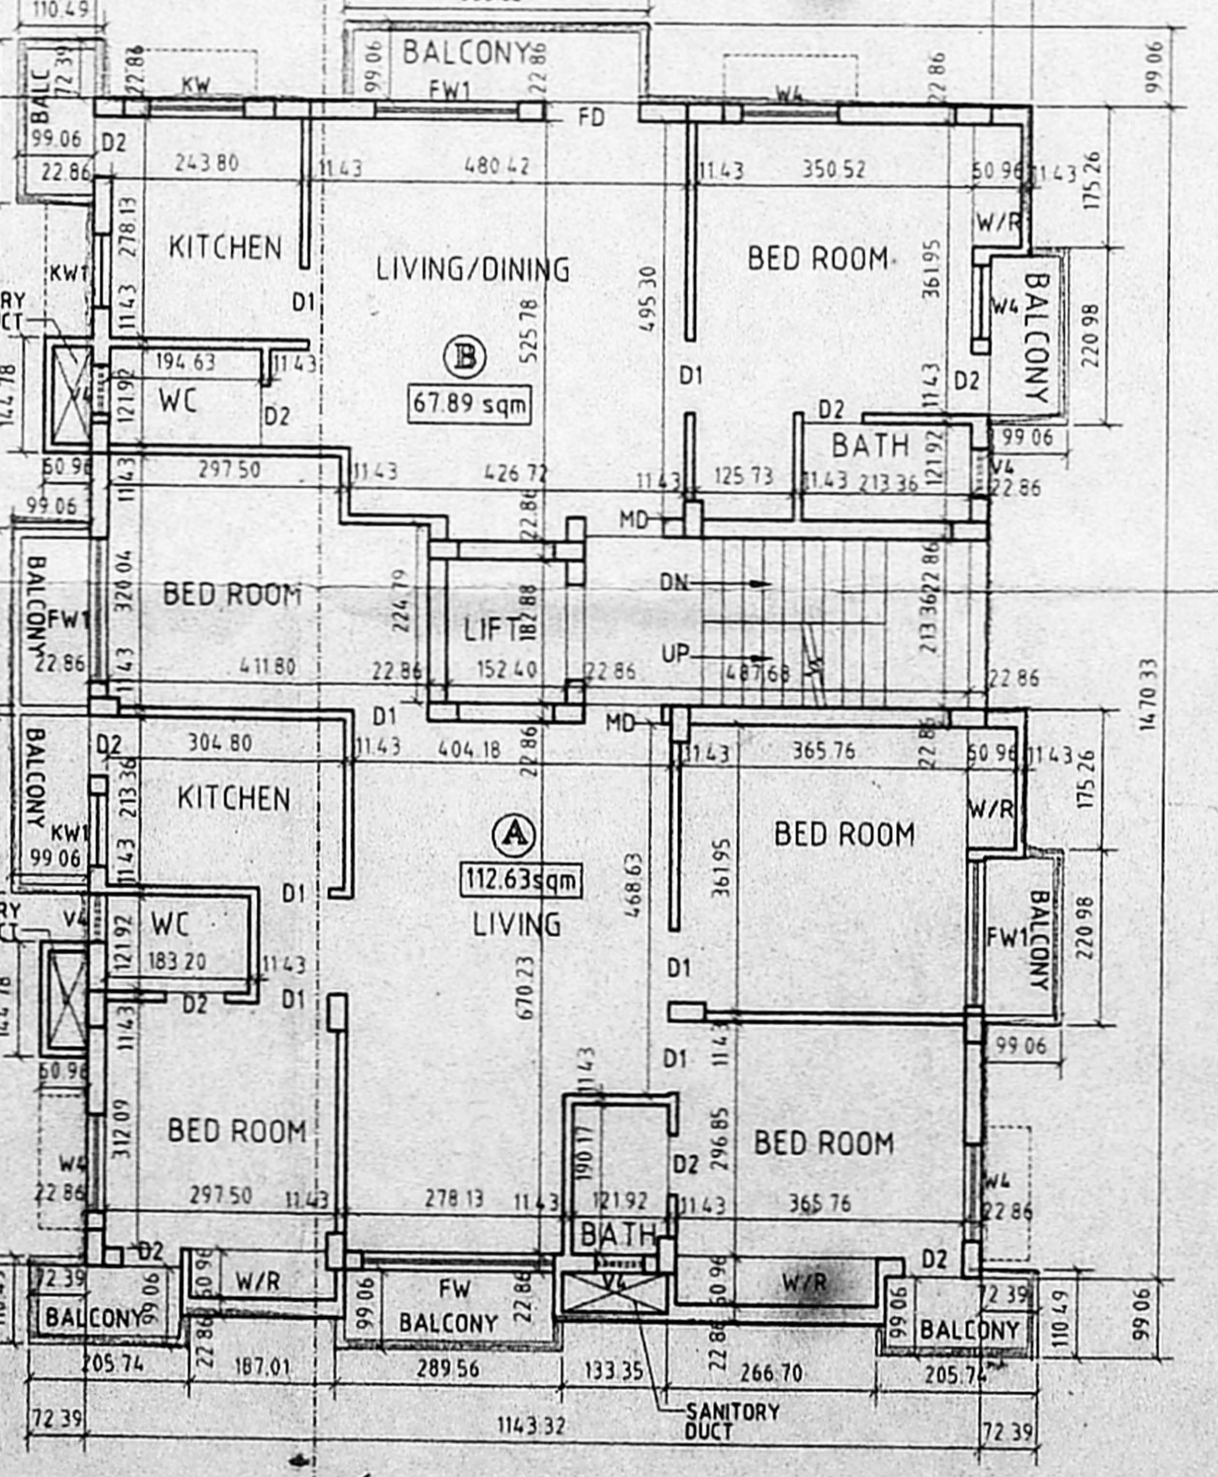 110.49
72.39
BALC
99.06
22.86
D2
22.86
KW
99.06
BALCONY
22.86
FW1
FD
W4
22.86
99.06
243.80
11.43
480.42
11.43
350.52
50.96
11.43
175.26
278.13
KITCHEN
LIVING/DINING
BED ROOM
361.95
W/R
KW1
11.43
D1
525.78
495.30
W4
BALCONY
220.98
B
67.89 sqm
D1
11.43
D2
144.78
194.63
11.43
V4
121.92
WC
D2
D2
BATH
121.92
99.06
V4
50.96
11.43
297.50
11.43
426.72
11.43
125.73
11.43
213.36
22.86
99.06
22.86
MD
BALCONY
FW1
22.86
320.04
BED ROOM
224.79
LIFT
182.88
DN
UP
22.86
213.36
11.43
411.80
22.86
152.40
22.86
487.68
22.86
1470.33
D1
MD
BALCONY
D2
304.80
11.43
404.18
22.86
11.43
365.76
22.86
50.96
11.43
175.26
213.36
KITCHEN
KW1
99.06
11.43
A
112.63sqm
LIVING
468.63
361.95
BED ROOM
W/R
D1
V4
121.92
WC
183.20
11.43
D2
D1
670.23
D1
FW1
BALCONY
220.98
11.43
50.96
D1
11.43
99.06
11.43
312.09
BED ROOM
W4
22.86
190.17
D2
296.85
BED ROOM
W4
22.86
297.50
11.43
278.13
11.43
121.92
11.43
365.76
BATH
D2
D2
72.39
BALCONY
99.06
50.96
W/R
99.06
FW
BALCONY
22.86
V4
50.96
W/R
99.06
72.39
BALCONY
110.49
99.06
22.86
22.86
205.74
187.01
289.56
133.35
266.70
205.74
SANITORY
DUCT
72.39
1143.32
72.39